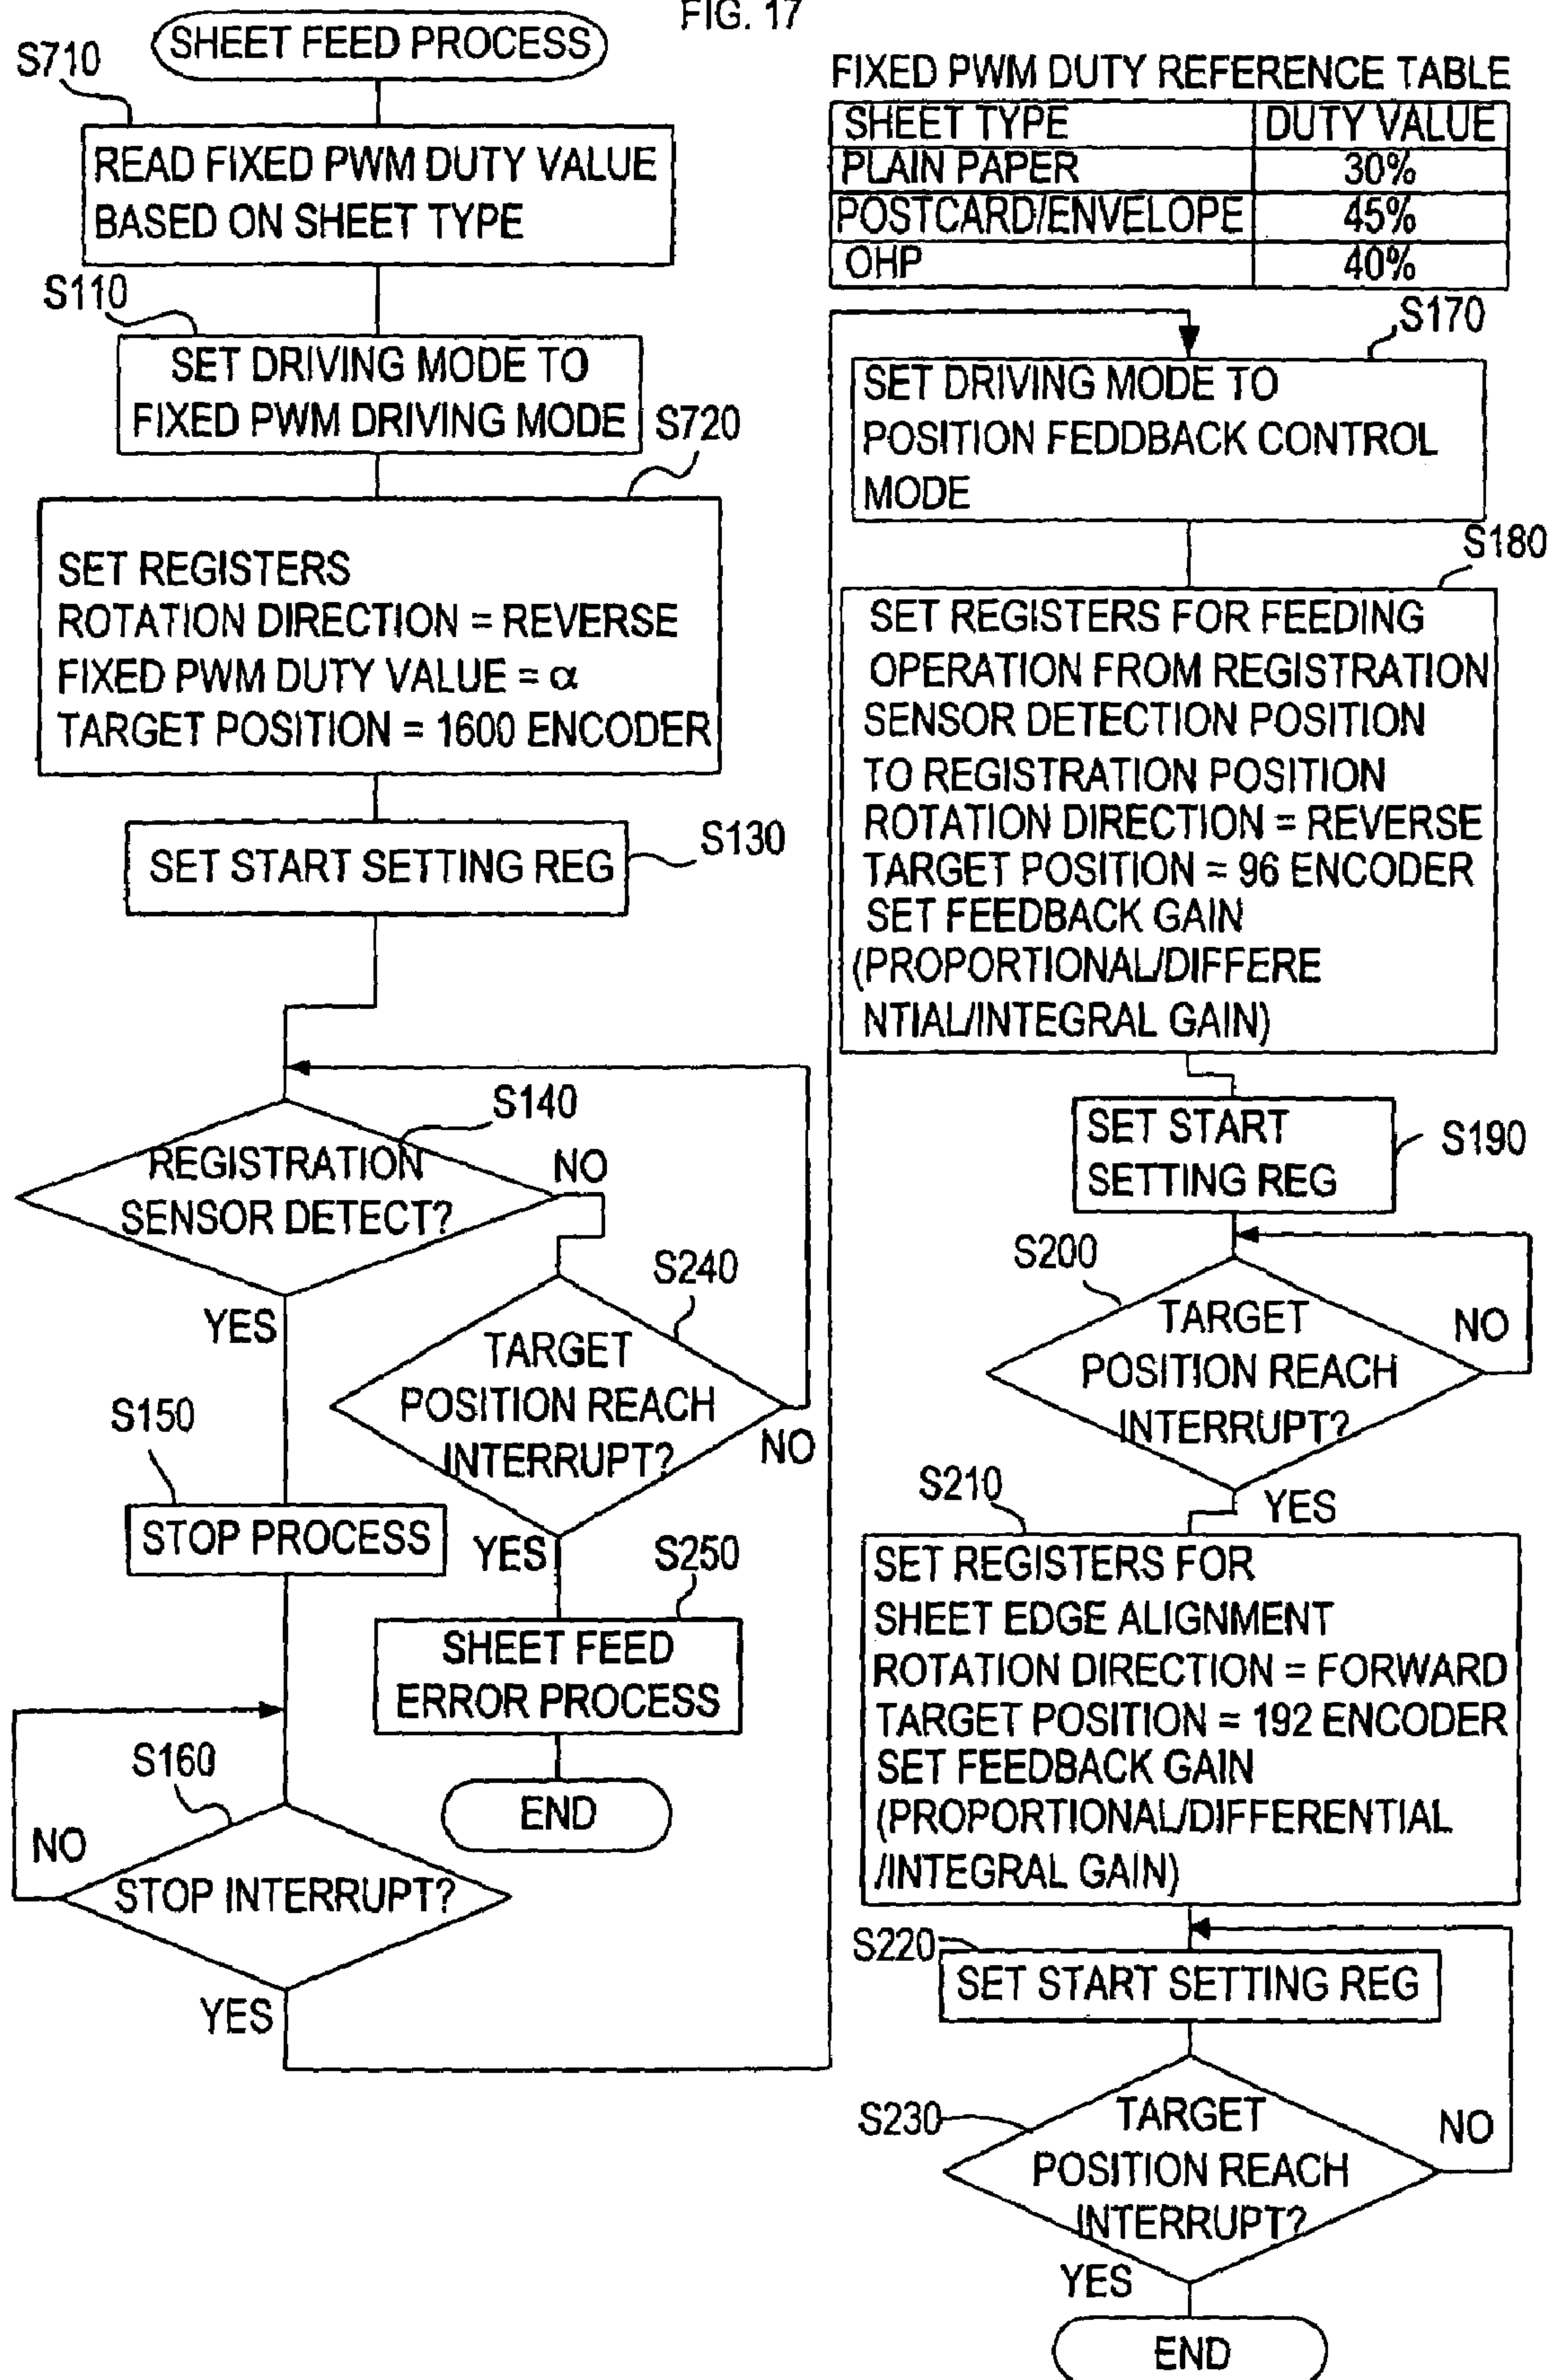 FIG. 17
SHEET FEED PROCESS
S710
READ FIXED PWM DUTY VALUE
BASED ON SHEET TYPE
S110
SET DRIVING MODE TO
FIXED PWM DRIVING MODE
S720
SET REGISTERS
ROTATION DIRECTION = REVERSE
FIXED PWM DUTY VALUE = α
TARGET POSITION = 1600 ENCODER
SET START SETTING REG
S130
S140
REGISTRATION
SENSOR DETECT?
NO
YES
S240
TARGET
POSITION REACH
INTERRUPT?
NO
YES
S150
STOP PROCESS
S250
SHEET FEED
ERROR PROCESS
END
S160
NO
STOP INTERRUPT?
YES
FIXED PWM DUTY REFERENCE TABLE
SHEET TYPE DUTY VALUE
PLAIN PAPER 30%
POSTCARD/ENVELOPE 45%
OHP 40%
S170
SET DRIVING MODE TO
POSITION FEDDBACK CONTROL
MODE
S180
SET REGISTERS FOR FEEDING
OPERATION FROM REGISTRATION
SENSOR DETECTION POSITION
TO REGISTRATION POSITION
ROTATION DIRECTION = REVERSE
TARGET POSITION = 96 ENCODER
SET FEEDBACK GAIN
(PROPORTIONAL/DIFFERE
NTIAL/INTEGRAL GAIN)
SET START
SETTING REG
S190
S200
TARGET
POSITION REACH
INTERRUPT?
NO
YES
S210
SET REGISTERS FOR
SHEET EDGE ALIGNMENT
ROTATION DIRECTION = FORWARD
TARGET POSITION = 192 ENCODER
SET FEEDBACK GAIN
(PROPORTIONAL/DIFFERENTIAL
/INTEGRAL GAIN)
S220
SET START SETTING REG
S230
TARGET
POSITION REACH
INTERRUPT?
NO
YES
END